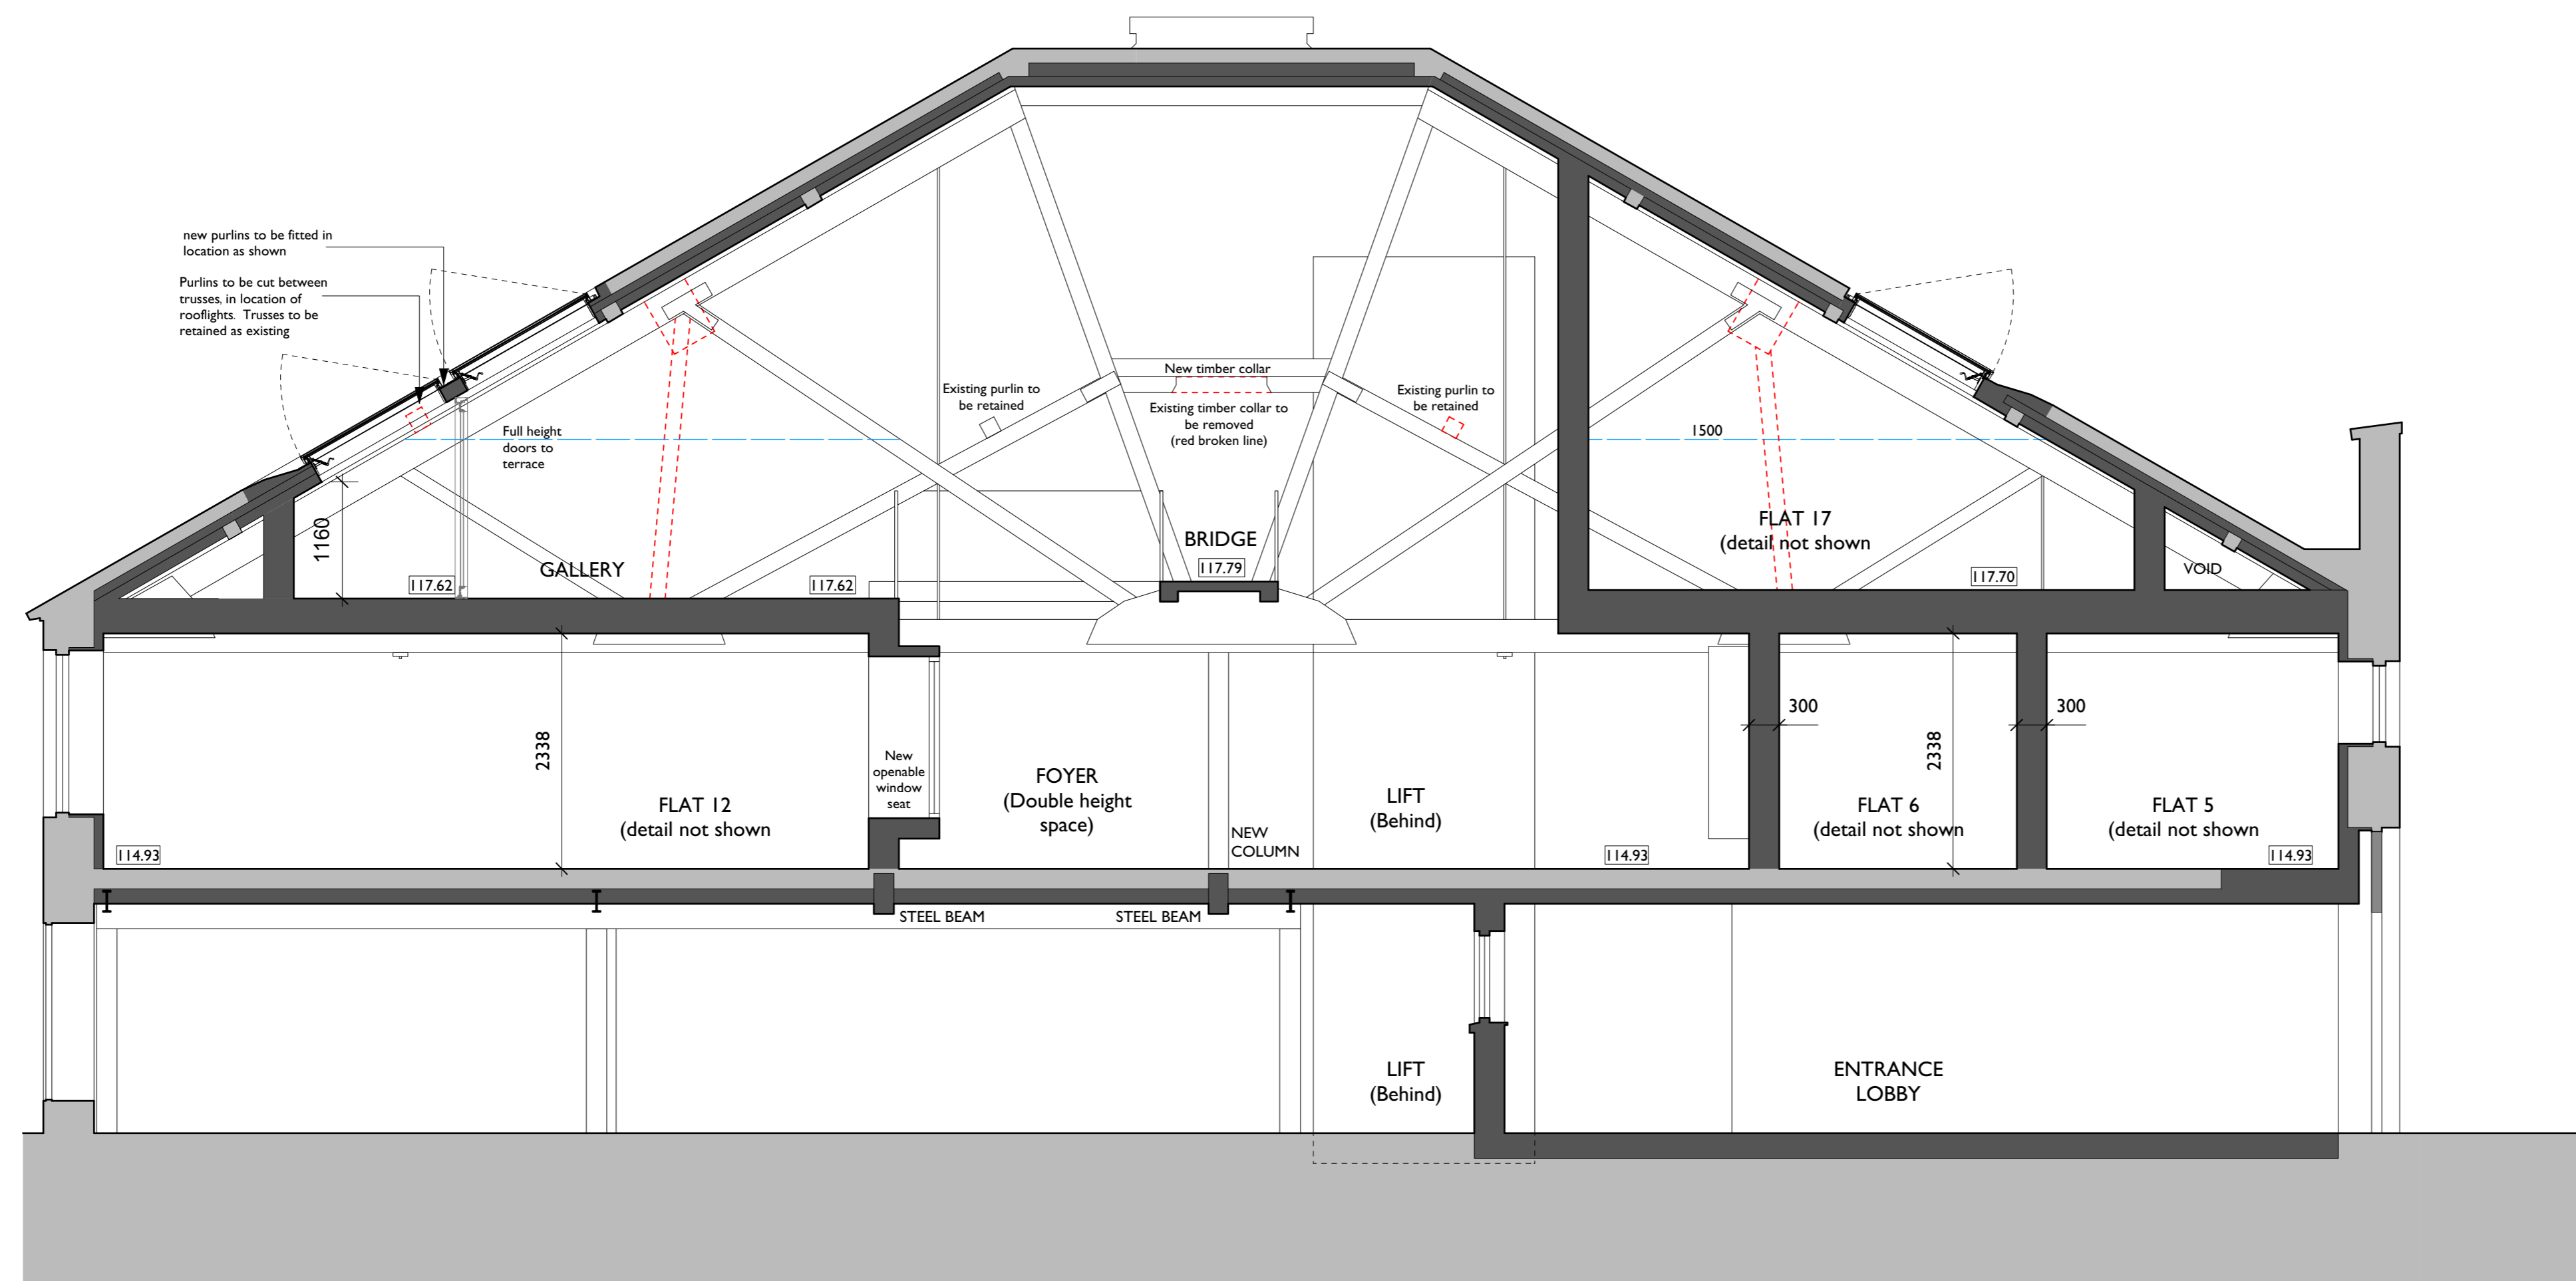 new purlins to be fitted in
location as shown
Purlins to be cut between
trusses, in location of
rooflights. Trusses to be
retained as existing
Full height
doors to
terrace
Existing purlin to
be retained
New timber collar
Existing timber collar to
be removed
(red broken line)
Existing purlin to
be retained
1500
1160
GALLERY
117.62
117.62
BRIDGE
117.79
FLAT 17
(detail not shown
117.70
VOID
2338
FLAT 12
(detail not shown
114.93
New
openable
window
seat
FOYER
(Double height
space)
NEW
COLUMN
LIFT
(Behind)
114.93
300
2338
FLAT 6
(detail not shown
300
FLAT 5
(detail not shown
114.93
STEEL BEAM
STEEL BEAM
LIFT
(Behind)
ENTRANCE
LOBBY